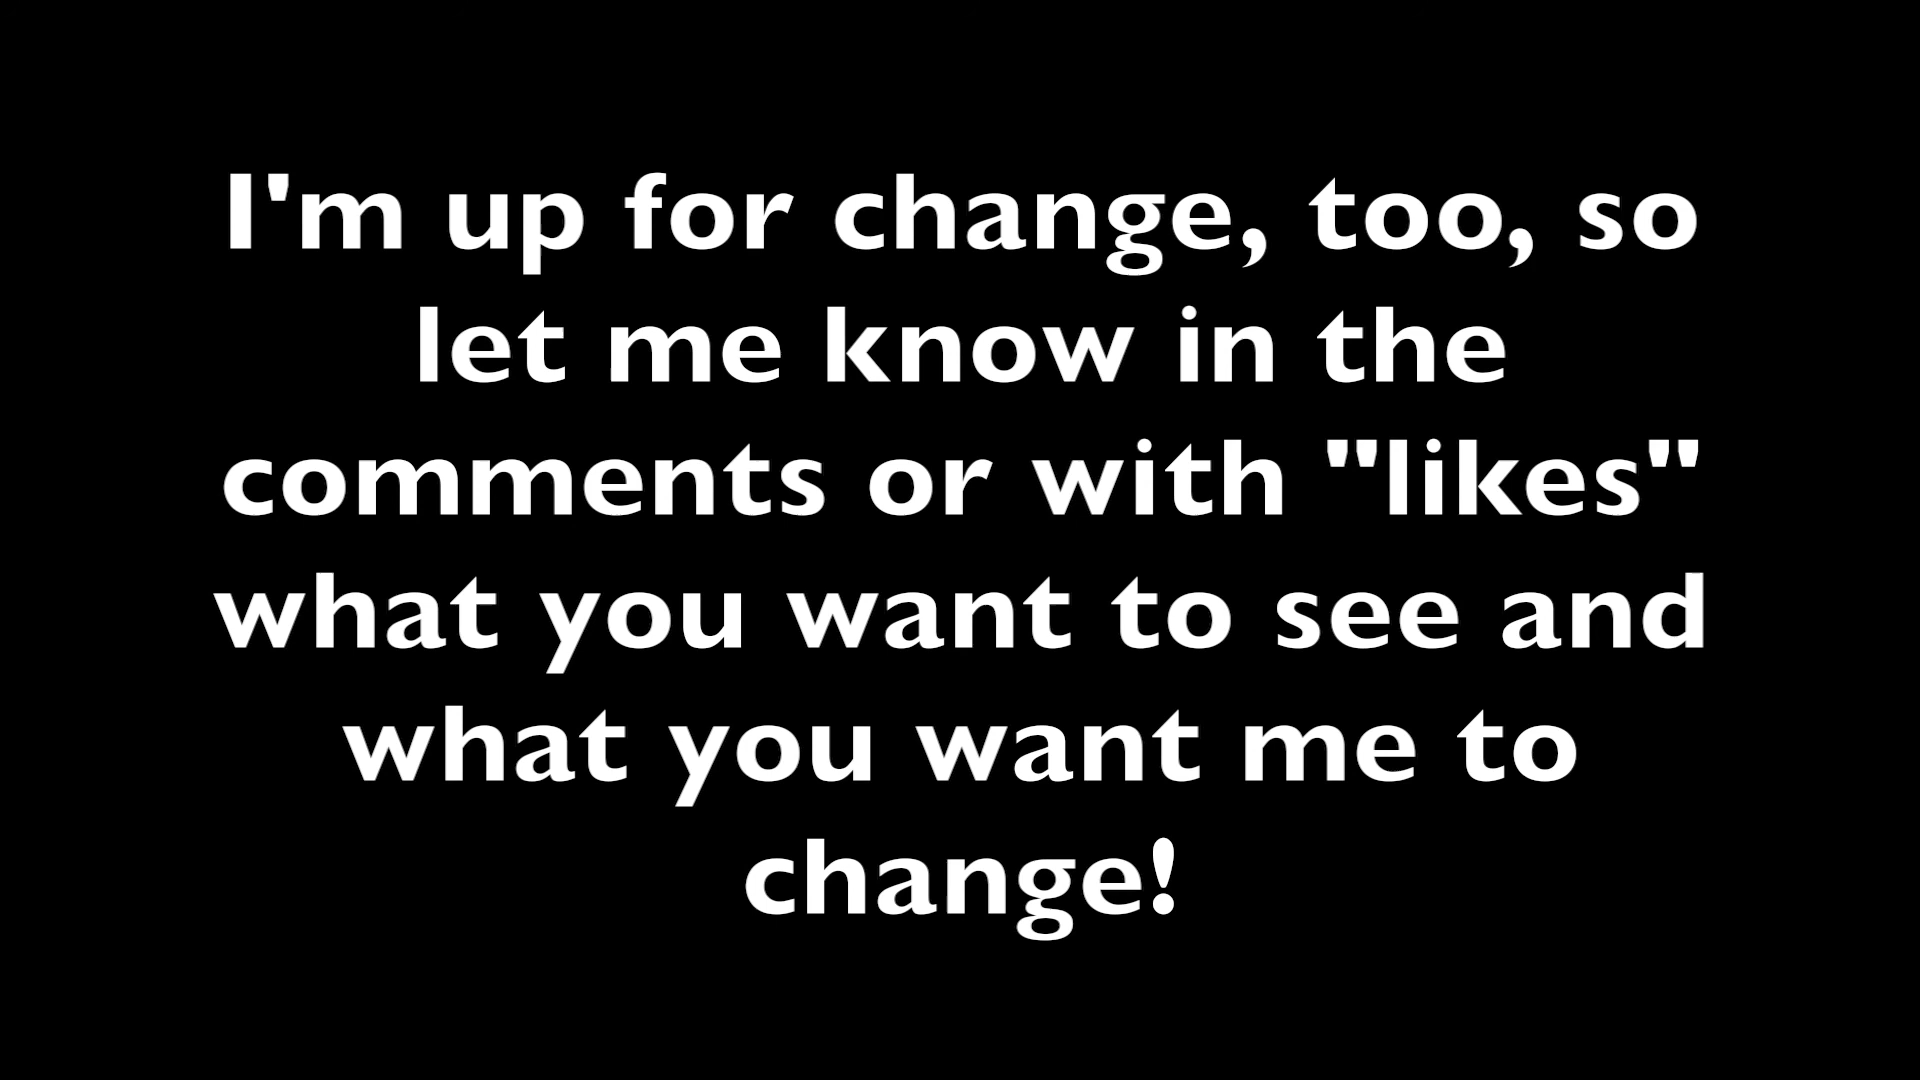 I'm up for change, too, so
let me know in the
comments or with "likes"
what you want to see and
what you want me to
change!